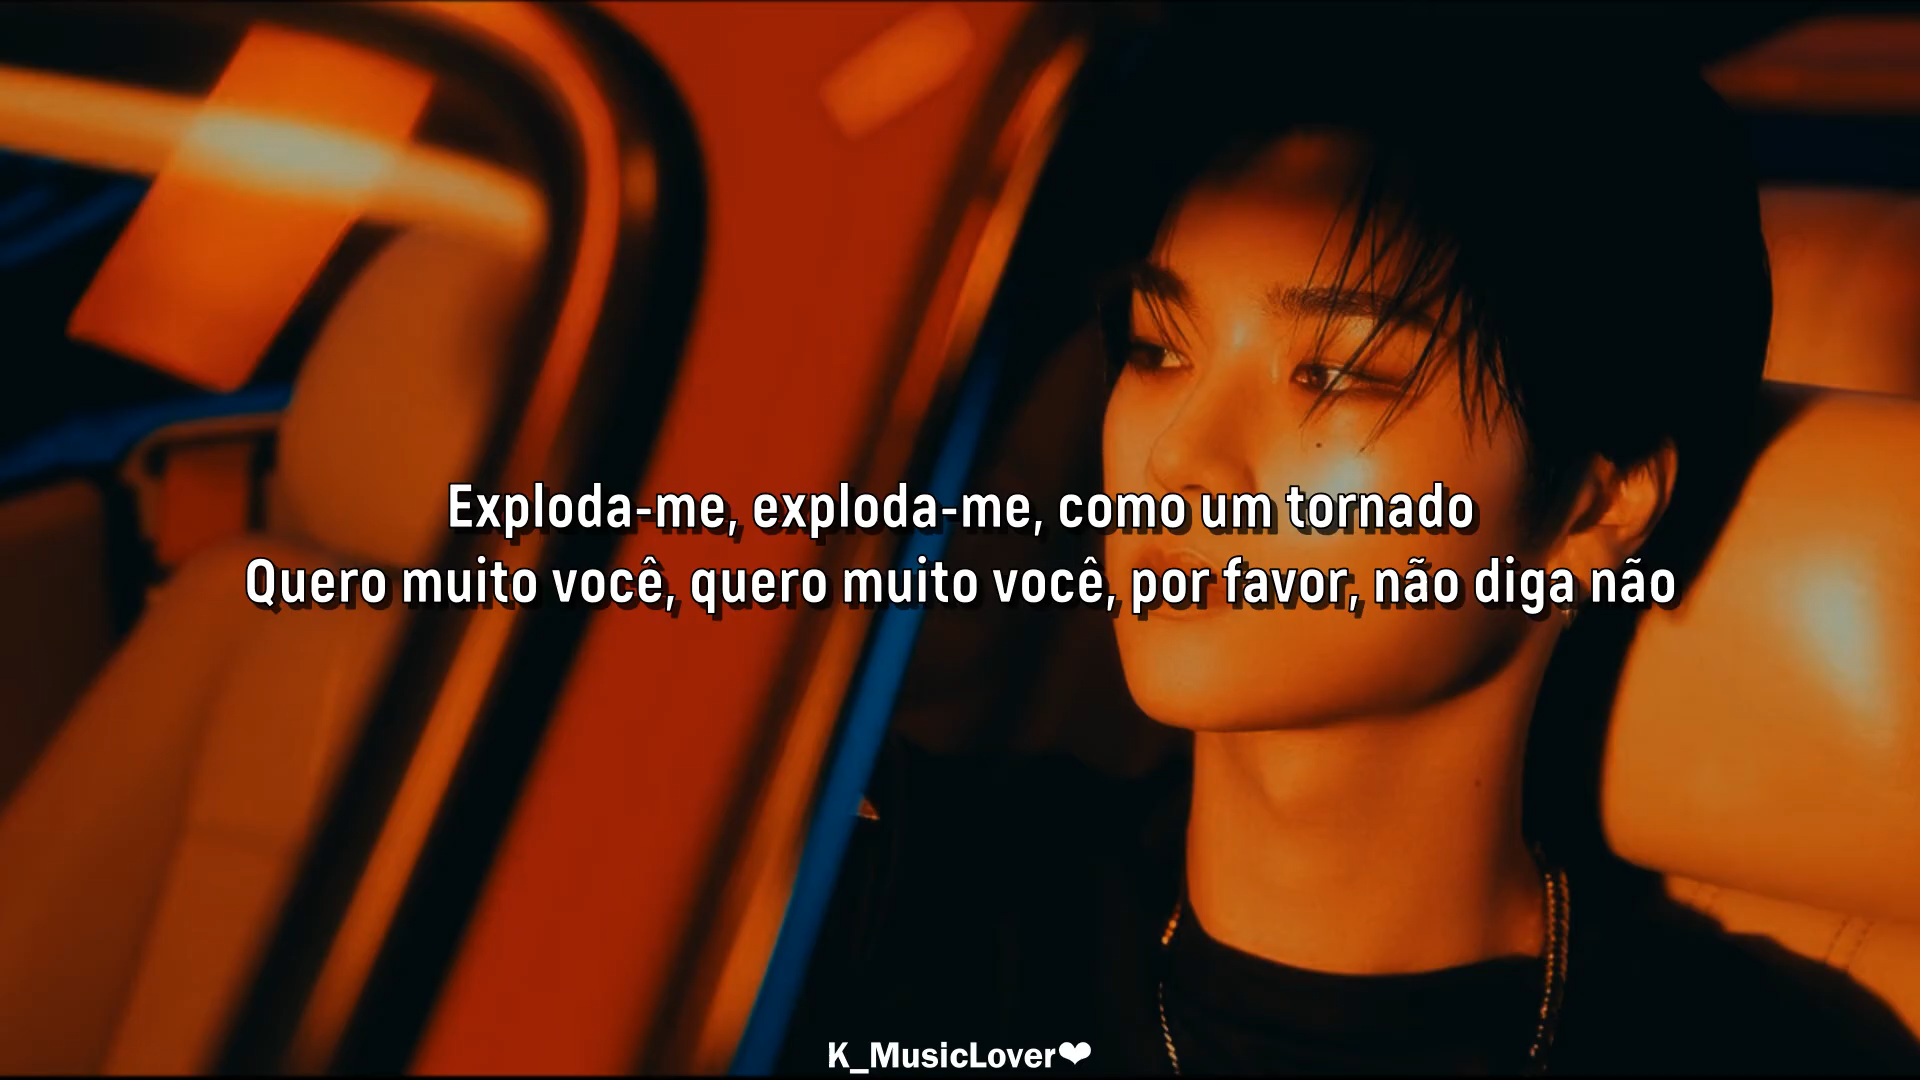 Exploda-me, exploda-me, como um tornado
Quero muito você, quero muito você, por favor, não diga não
K_MusicLover❤